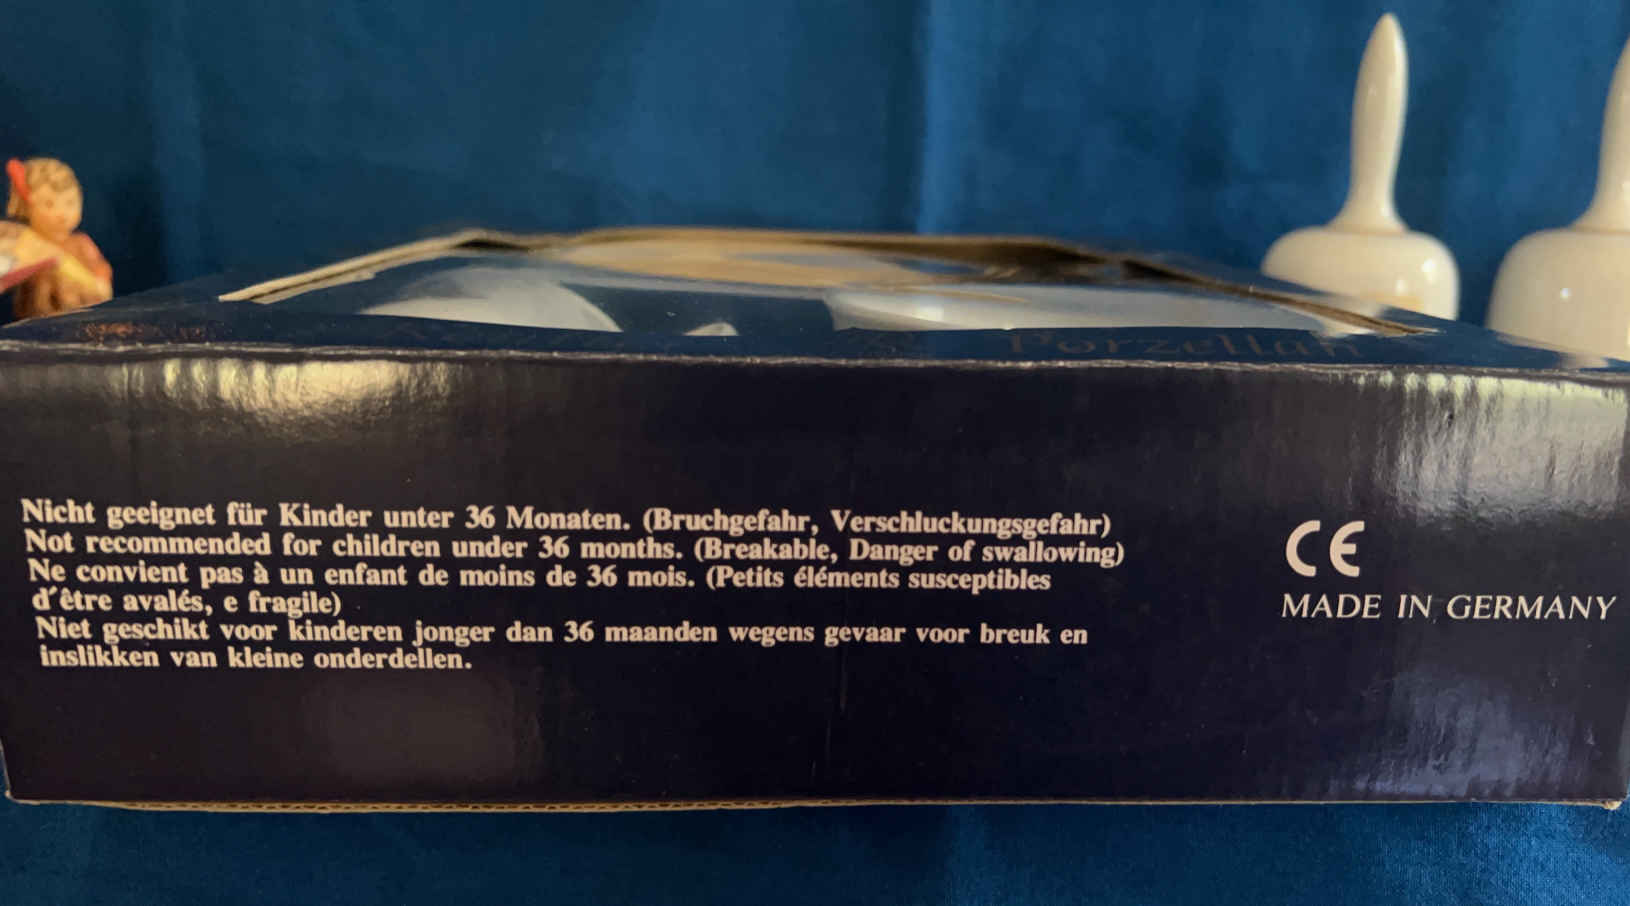 Porzellan
Nicht geeignet für Kinder unter 36 Monaten. (Bruchgefahr, Verschluckungsgefahr)
Not recommended for children under 36 months. (Breakable, Danger of swallowing)
Ne convient pas à un enfant de moins de 36 mois. (Petits éléments susceptibles
d'être avalés, e fragile)
Niet geschikt voor kinderen jonger dan 36 maanden wegens gevaar voor breuk en
inslikken van kleine onderdellen.
CE
MADE IN GERMANY